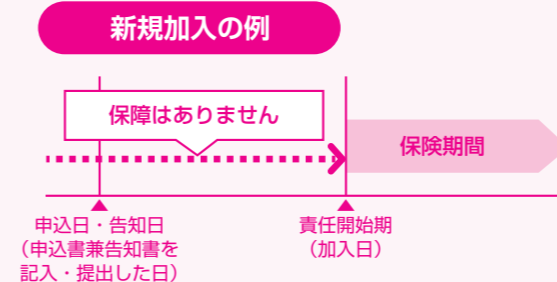 新規加入の例
保障はありません
保険期間
申込日・告知日
（申込書兼告知書を
記入・提出した日）
責任開始期
（加入日）